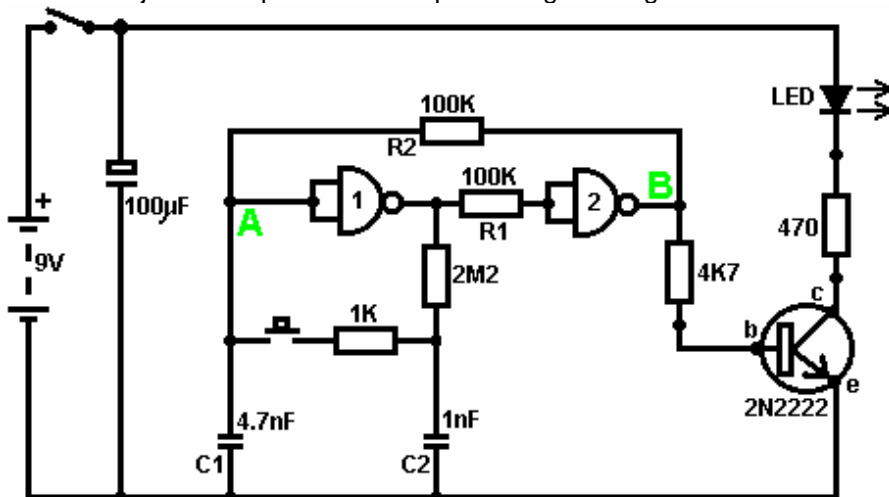 LED
100K
R2
+
9V
100µF
A
1
100K
R1
2
B
2M2
4K7
470
1K
c
b
e
2N2222
4.7nF
C1
1nF
C2